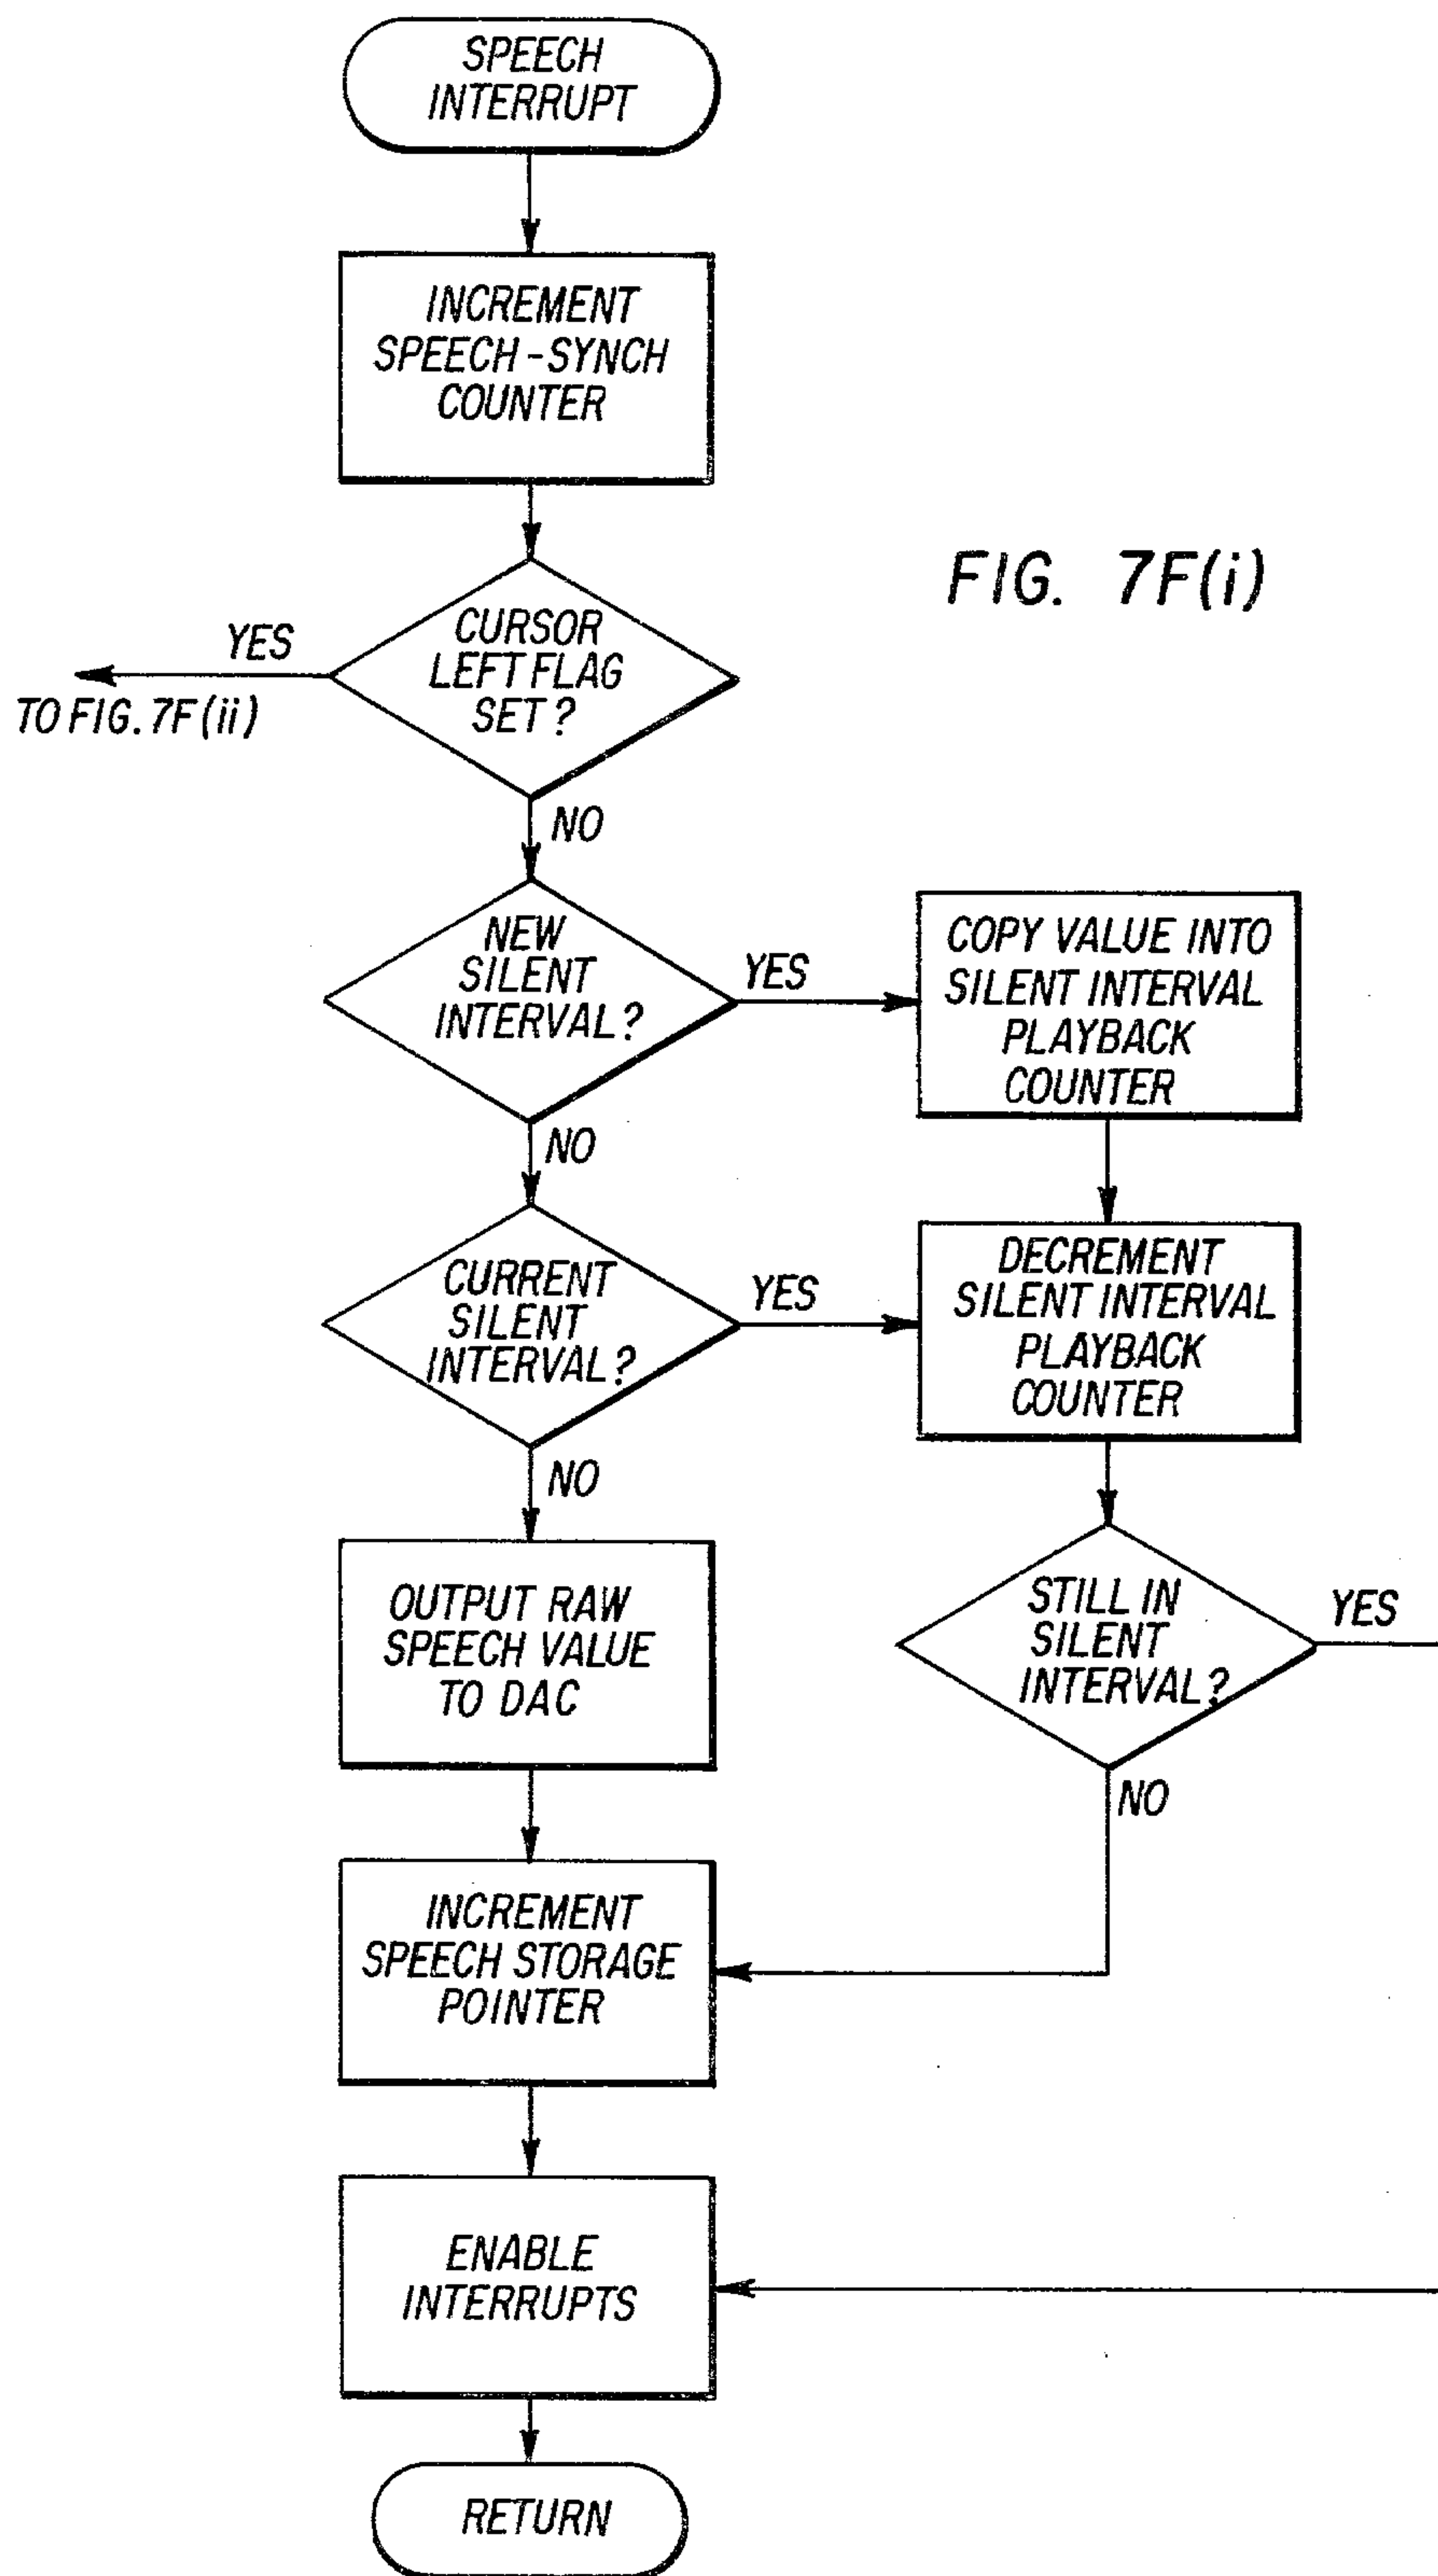 SPEECH
INTERRUPT
INCREMENT
SPEECH-SYNCH
COUNTER
FIG. 7F(i)
CURSOR
LEFT FLAG
SET?
YES
TO FIG. 7F(ii)
NO
NEW
SILENT
INTERVAL?
YES
COPY VALUE INTO
SILENT INTERVAL
PLAYBACK
COUNTER
NO
CURRENT
SILENT
INTERVAL?
YES
DECREMENT
SILENT INTERVAL
PLAYBACK
COUNTER
NO
OUTPUT RAW
SPEECH VALUE
TO DAC
STILL IN
SILENT
INTERVAL?
YES
NO
INCREMENT
SPEECH STORAGE
POINTER
ENABLE
INTERRUPTS
RETURN